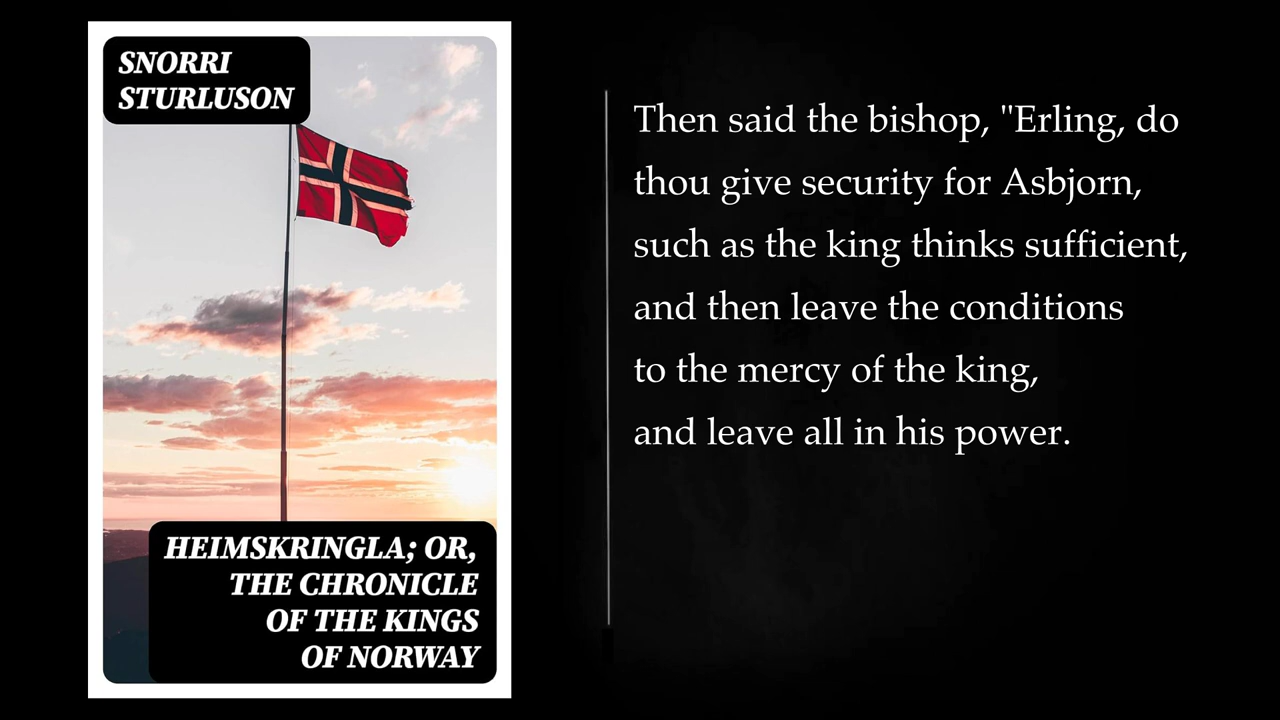 SNORRI
STURLUSON
HEIMSKRINGLA; OR,
THE CHRONICLE
OF THE KINGS
OF NORWAY
Then said the bishop, "Erling, do
thou give security for Asbjorn,
such as the king thinks sufficient,
and then leave the conditions
to the mercy of the king,
and leave all in his power.